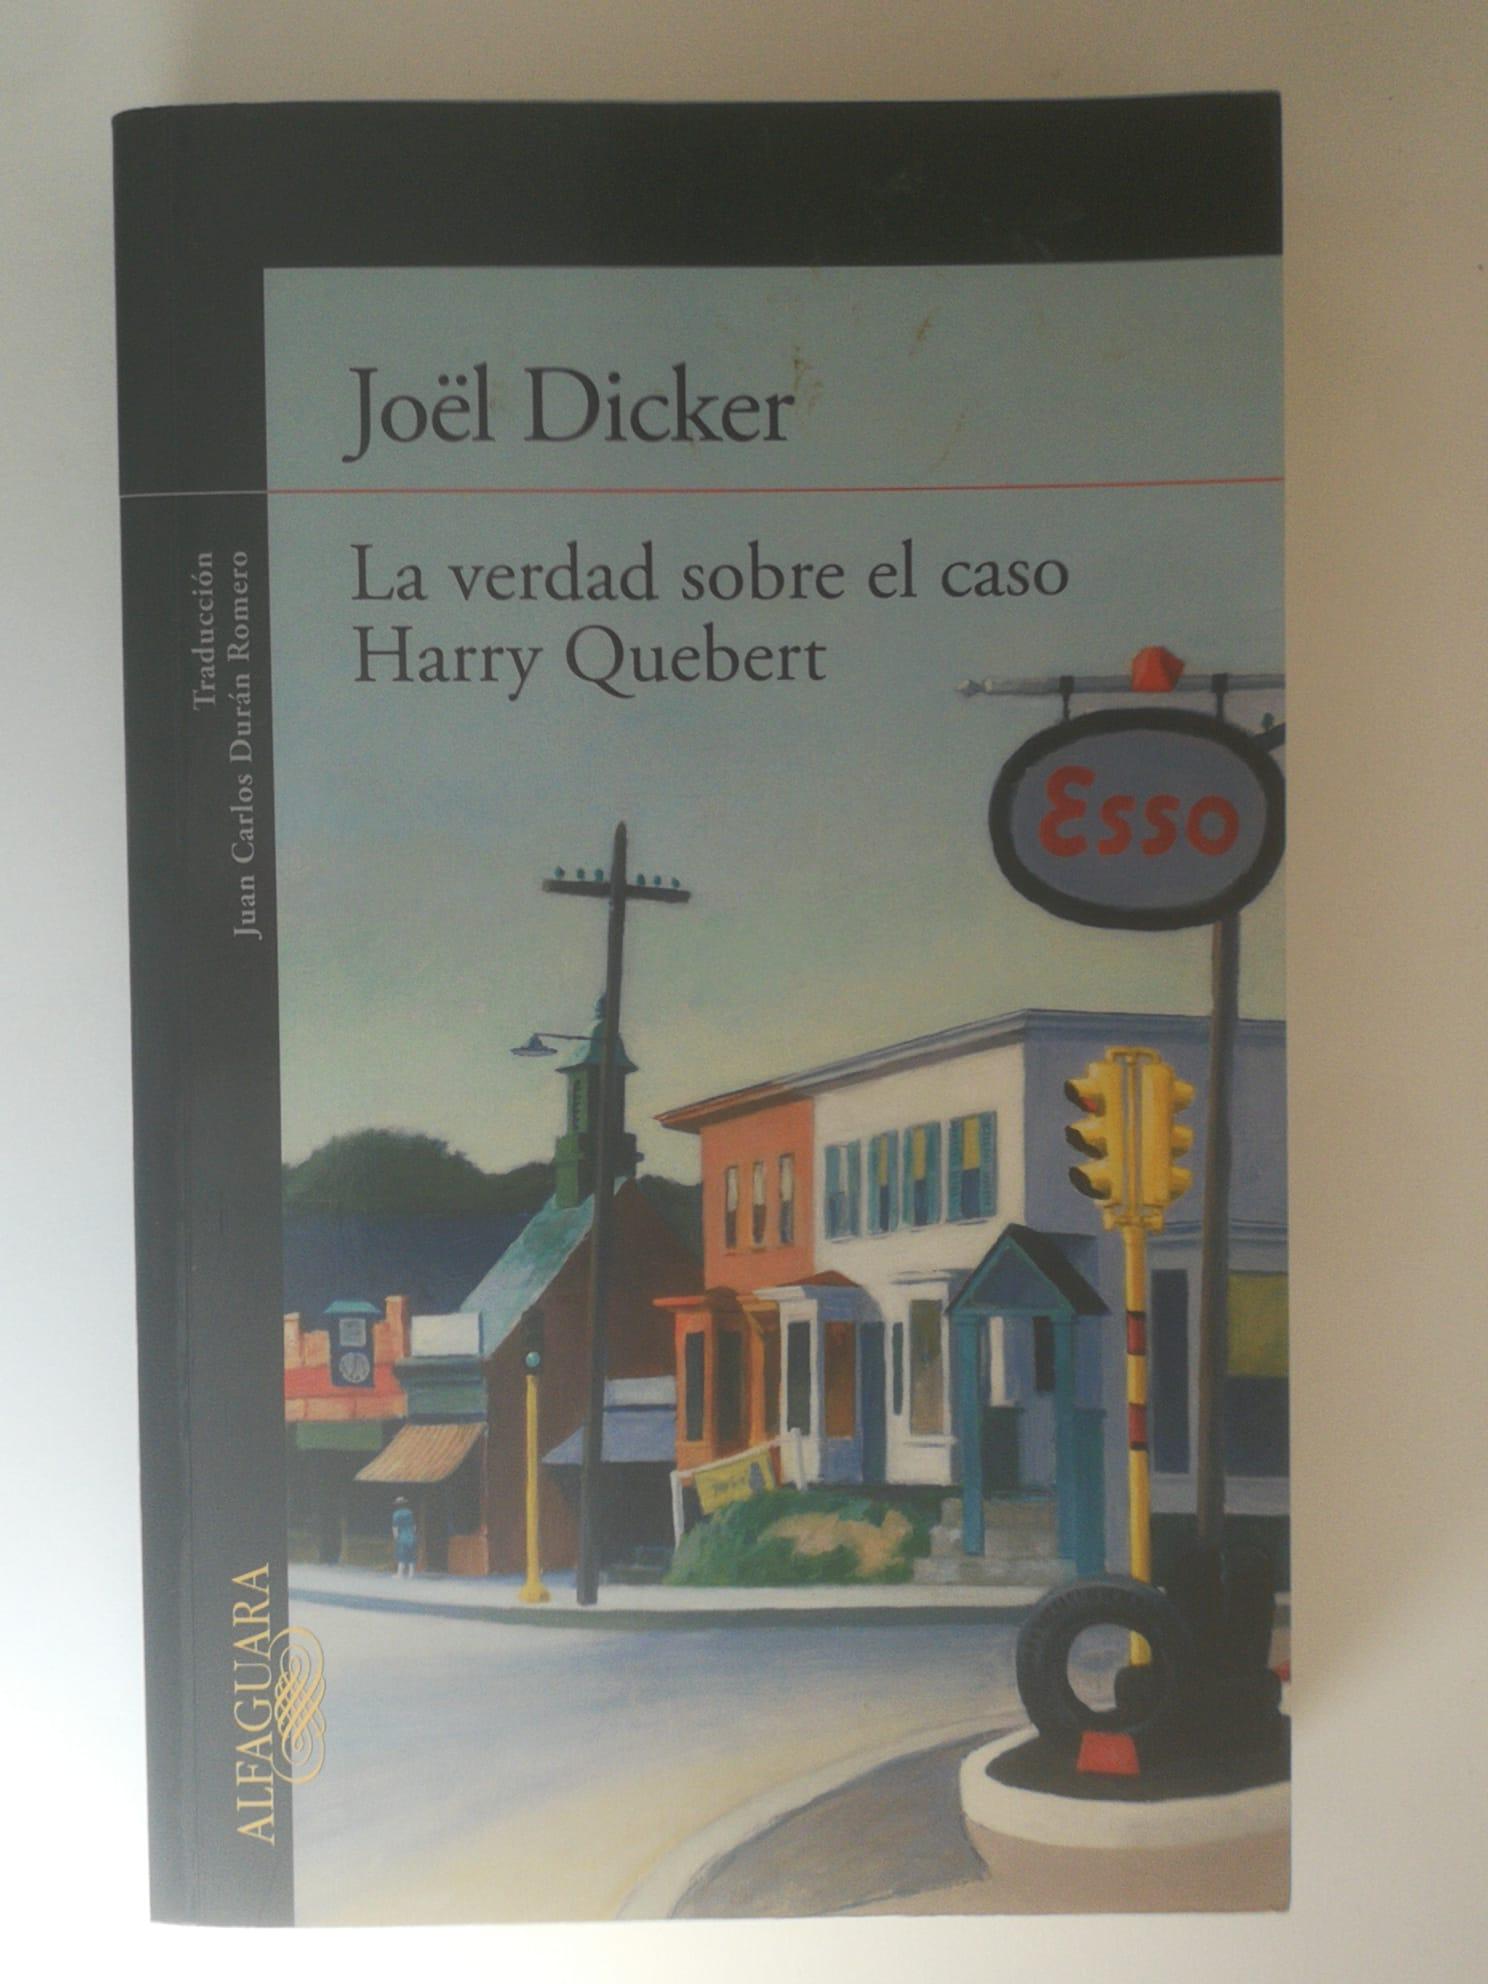 Joël Dicker
La verdad sobre el caso
Harry Quebert
Traducción
Juan Carlos Durán Romero
Esso
ALFAGUARA